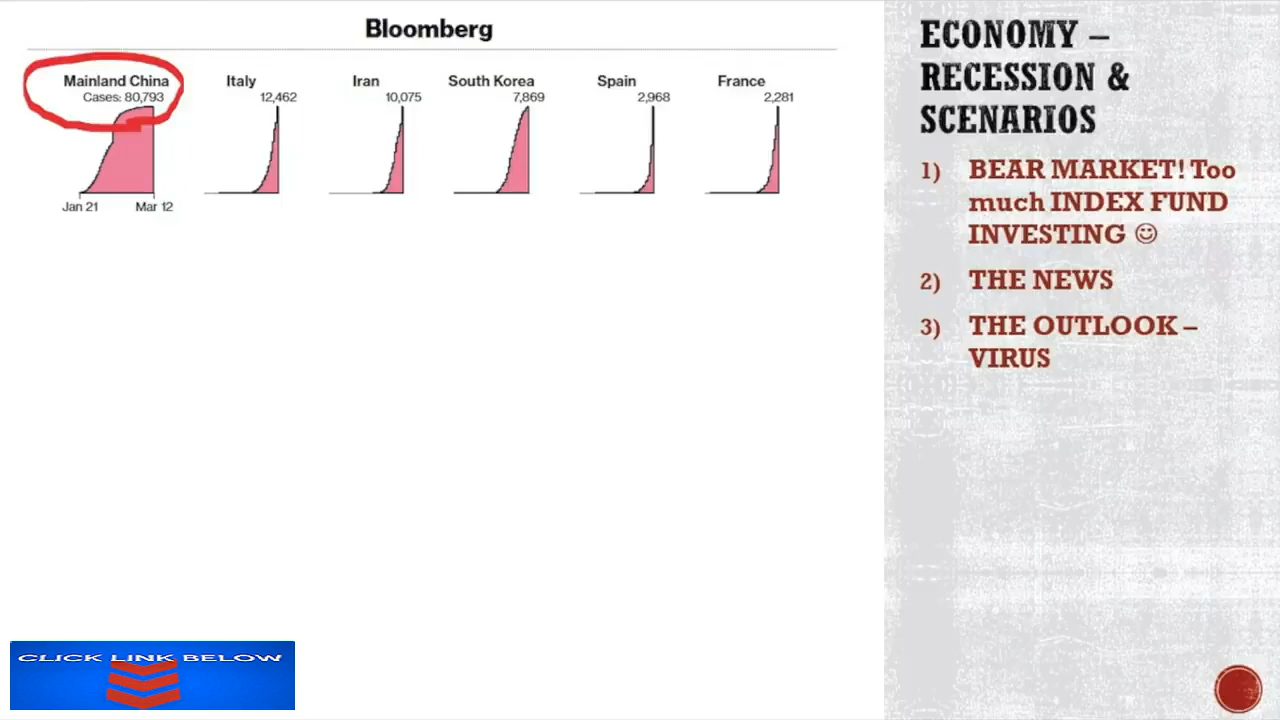 Bloomberg
Mainland China
Cases: 80,793
Jan 21
Mar 12
Italy
12,462
Iran
10,075
South Korea
7,869
Spain
2,968
France
2,281
ECONOMY –
RECESSION &
SCENARIOS
1) BEAR MARKET! Too
much INDEX FUND
INVESTING ☺
2) THE NEWS
3) THE OUTLOOK –
VIRUS
CLICK LINK BELOW